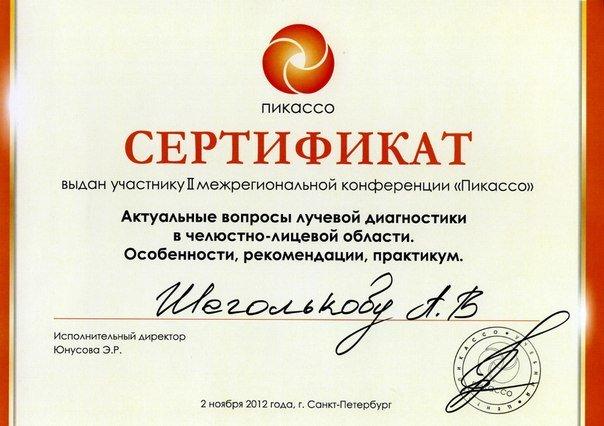 ПИКАССО
СЕРТИФИКАТ
выдан участнику II межрегиональной конференции «Пикассо»
Актуальные вопросы лучевой диагностики
в челюстно-лицевой области.
Особенности, рекомендации, практикум.
Щеголькову А.В
Исполнительный директор
Юнусова Э.Р.
2 ноября 2012 года, г. Санкт-Петербург